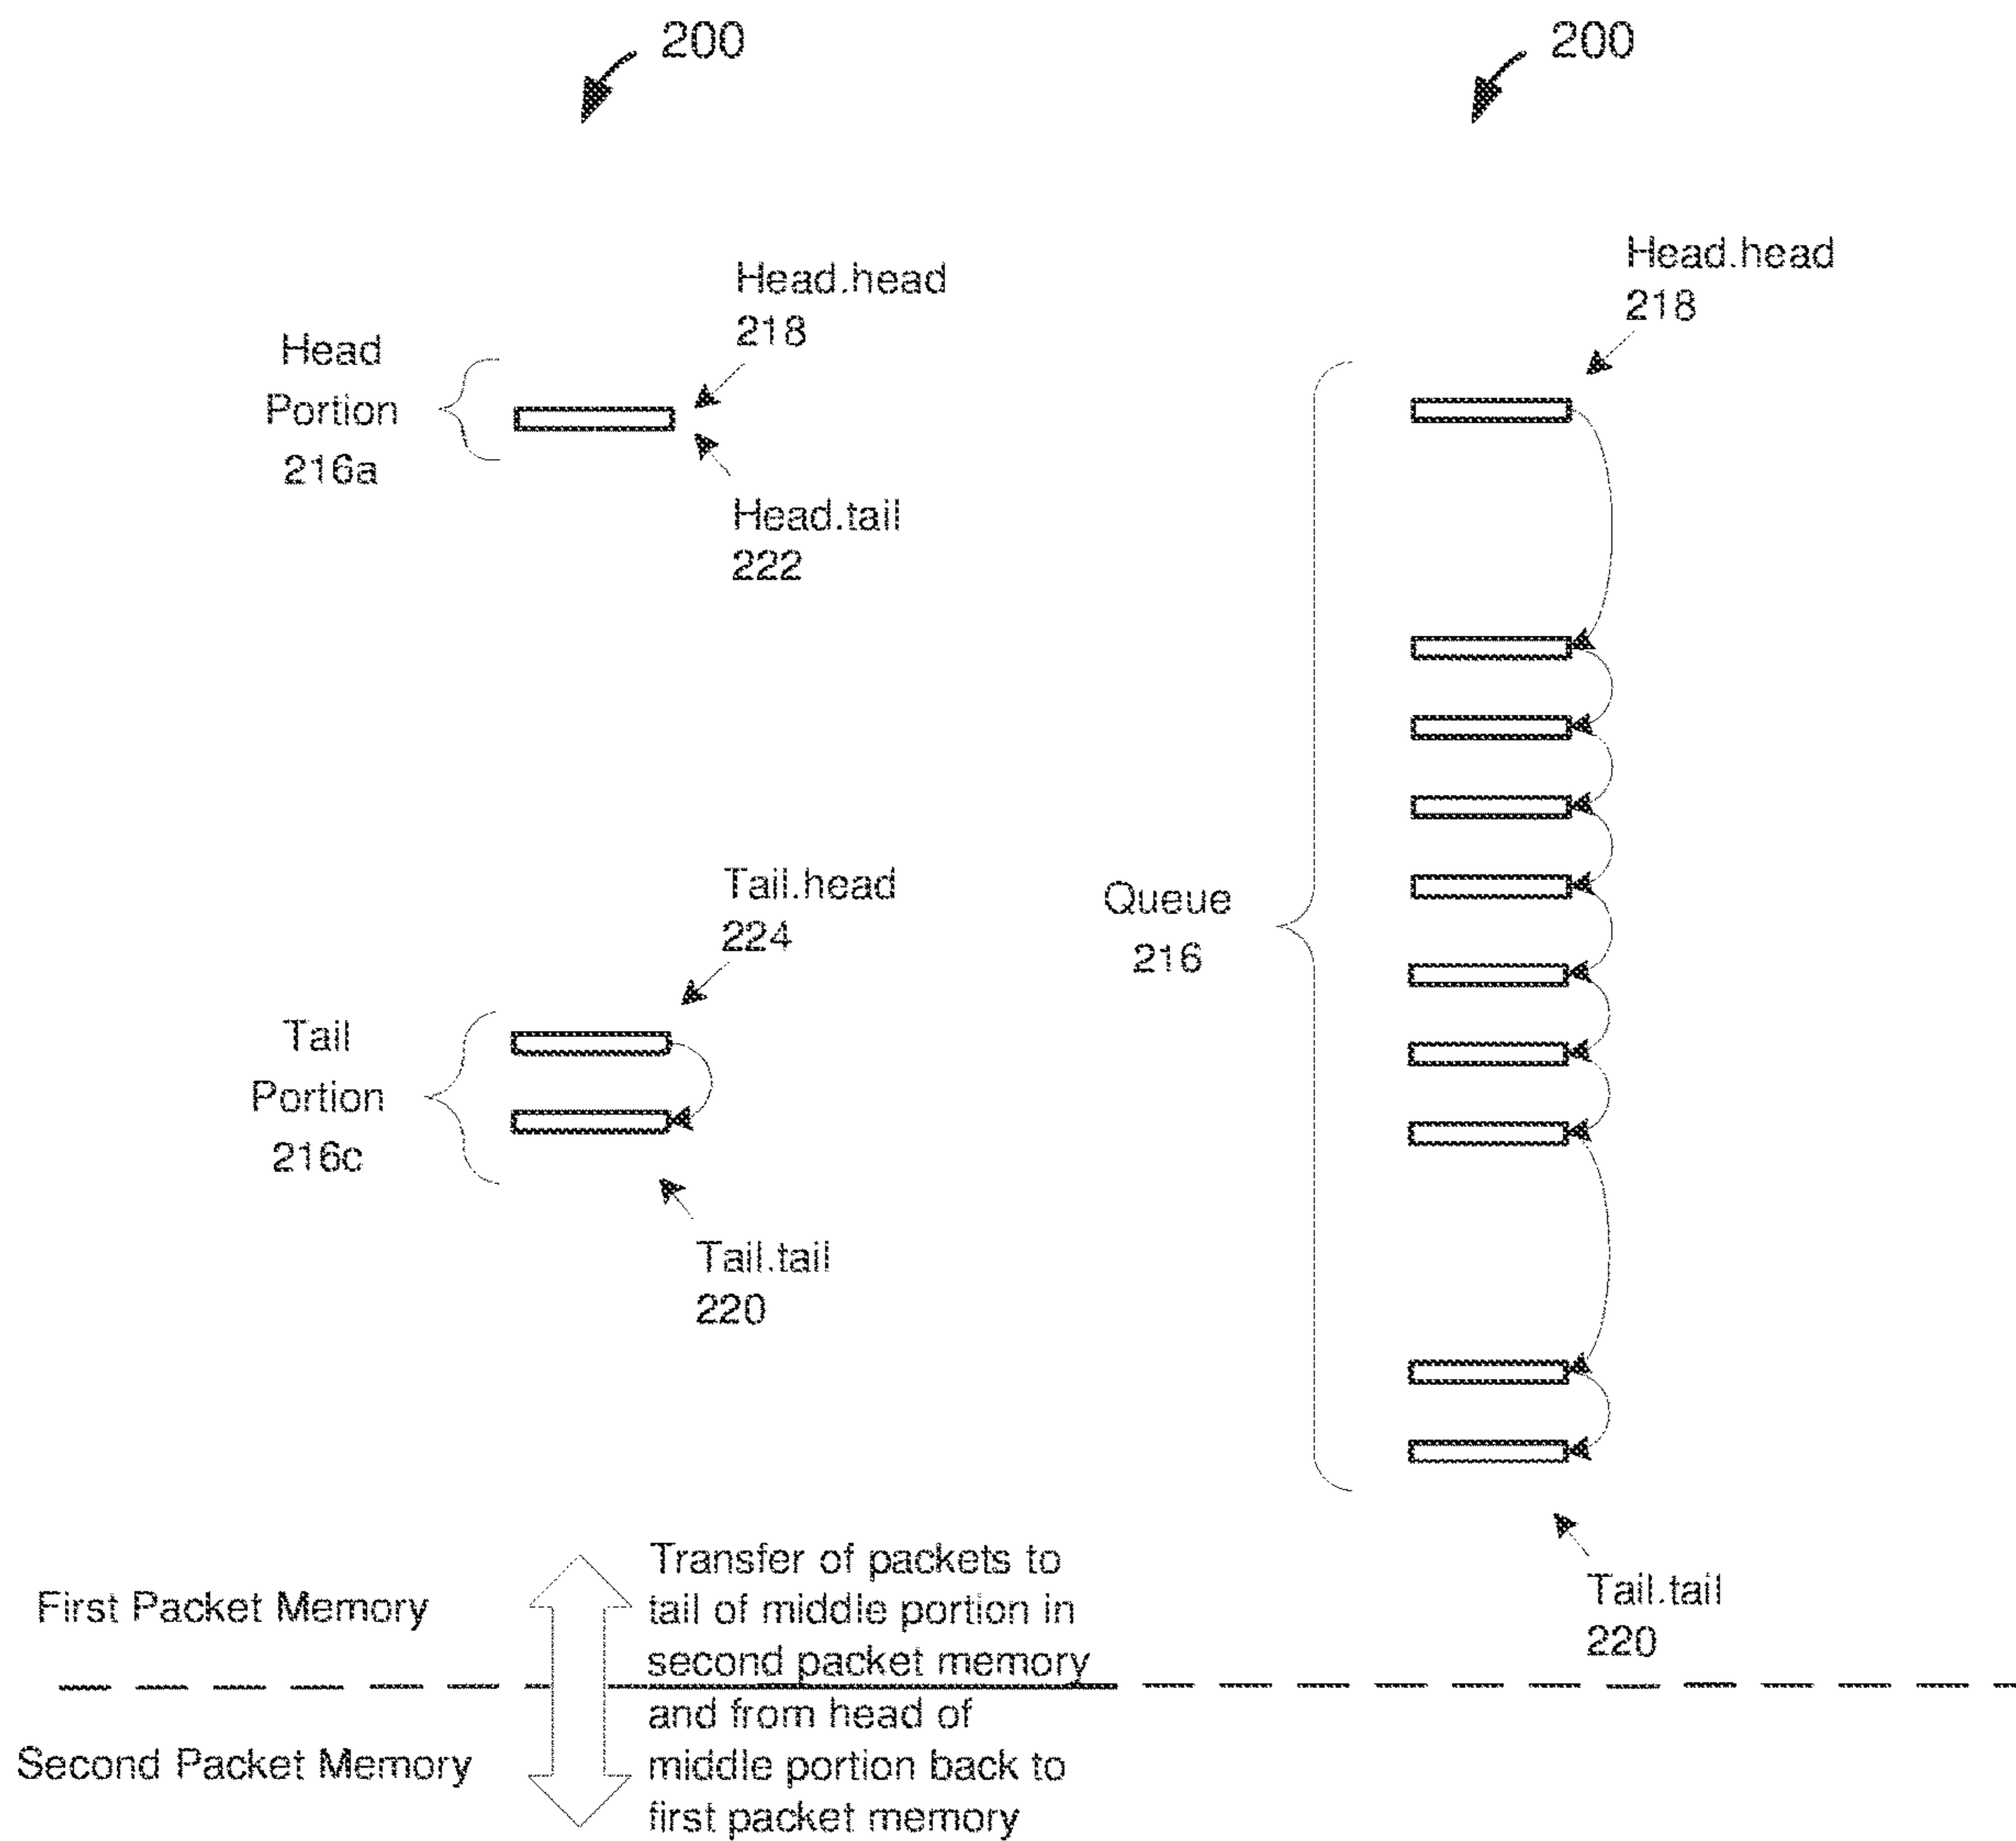 200
200
Head.head
218
Head
Portion
216a
Head.tail
222
Tail.head
224
Tail
Portion
216c
Tail.tail
220
Head.head
218
Queue
216
Tail.tail
220
First Packet Memory
Transfer of packets to
tail of middle portion in
second packet memory
and from head of
middle portion back to
first packet memory
Second Packet Memory